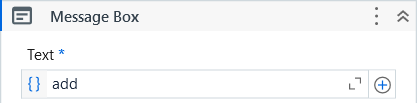 Message Box
Text *
{ } add